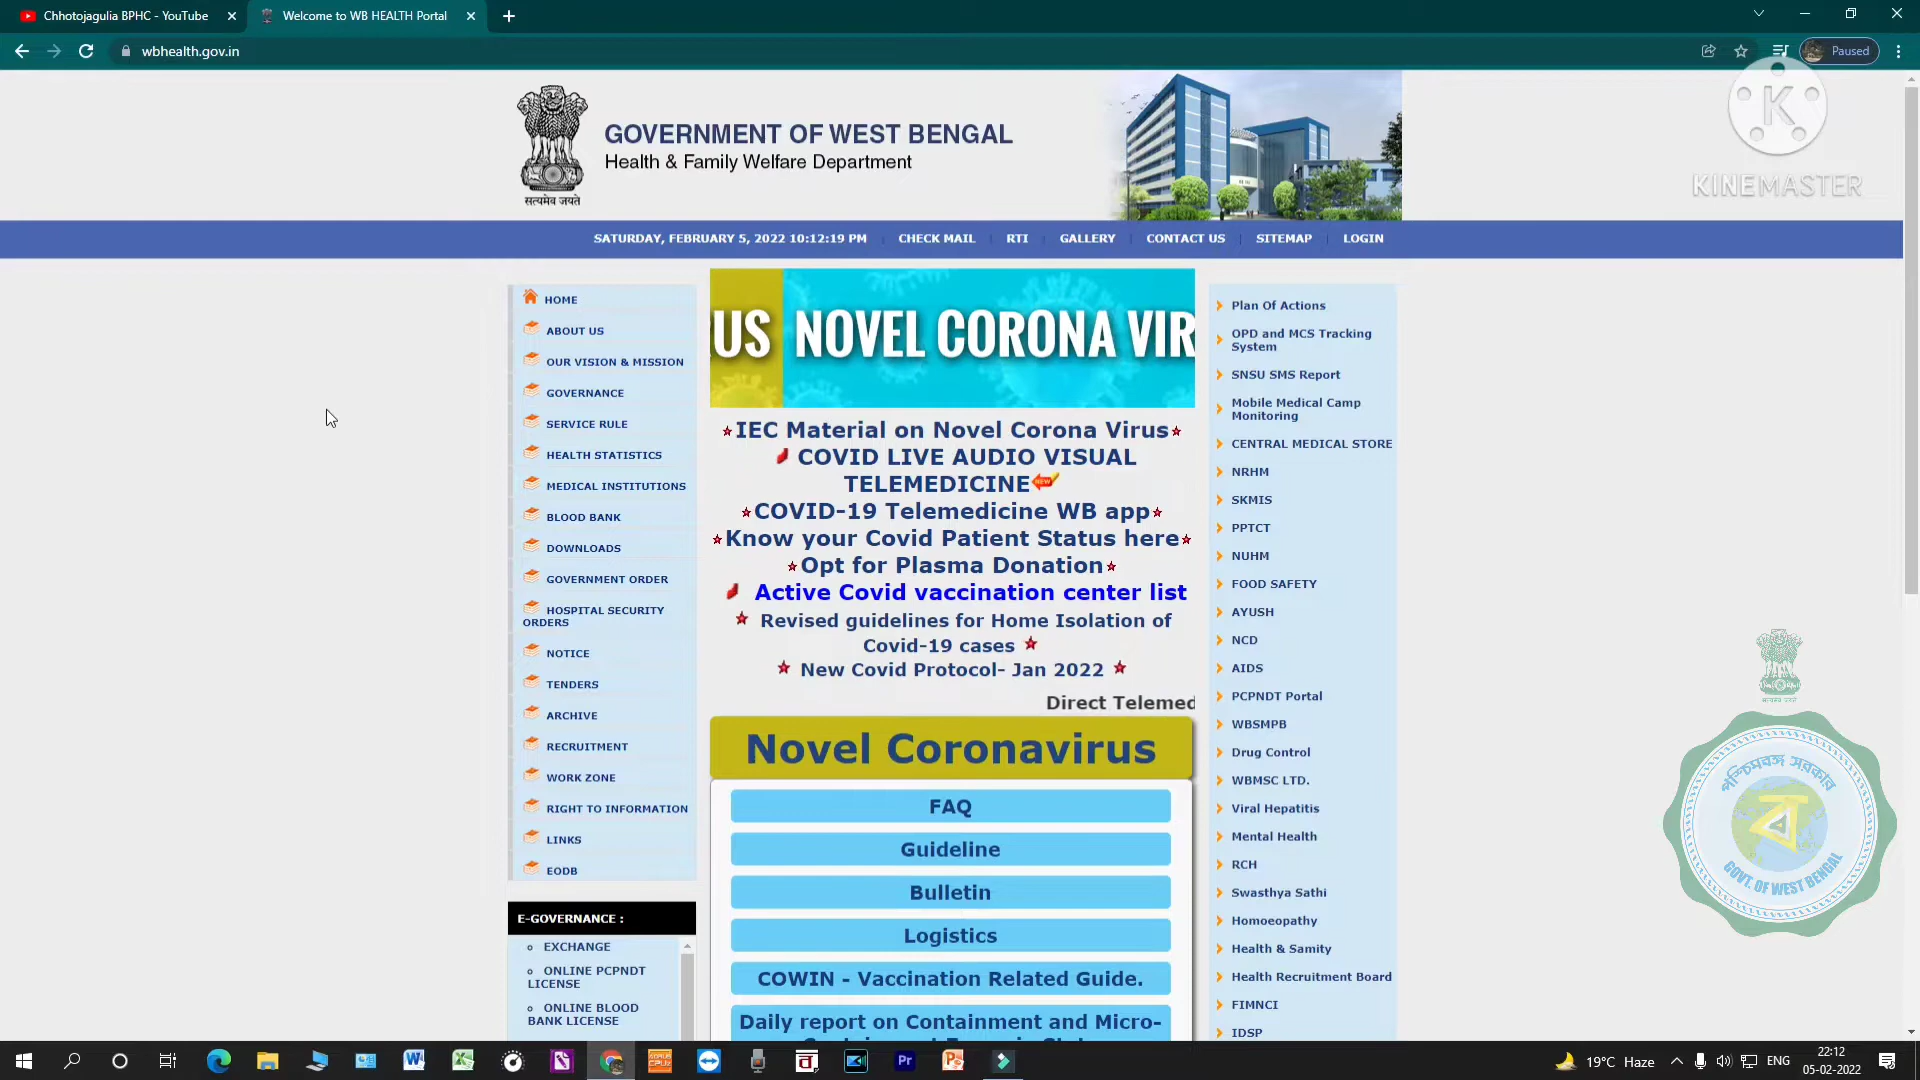 Chhotojagulia BPHC - YouTube
Welcome to WB HEALTH Portal
wbhealth.gov.in
Paused
K
KINEMASTER
सत्यमेव जयते
GOVERNMENT OF WEST BENGAL
Health & Family Welfare Department
SATURDAY, FEBRUARY 5, 2022 10:12:19 PM
CHECK MAIL
RTI
GALLERY
CONTACT US
SITEMAP
LOGIN
HOME
ABOUT US
OUR VISION & MISSION
GOVERNANCE
SERVICE RULE
HEALTH STATISTICS
MEDICAL INSTITUTIONS
BLOOD BANK
DOWNLOADS
GOVERNMENT ORDER
HOSPITAL SECURITY
ORDERS
NOTICE
TENDERS
ARCHIVE
RECRUITMENT
WORK ZONE
RIGHT TO INFORMATION
LINKS
EODB
E-GOVERNANCE :
EXCHANGE
ONLINE PCPNDT
LICENSE
ONLINE BLOOD
BANK LICENSE
RUS NOVEL CORONA VIR
IEC Material on Novel Corona Virus
COVID LIVE AUDIO VISUAL
TELEMEDICINE NEW
COVID-19 Telemedicine WB app
Know your Covid Patient Status here
Opt for Plasma Donation
Active Covid vaccination center list
Revised guidelines for Home Isolation of
Covid-19 cases
New Covid Protocol- Jan 2022
Direct Telemed
Novel Coronavirus
FAQ
Guideline
Bulletin
Logistics
COWIN - Vaccination Related Guide.
Daily report on Containment and Micro-
Plan Of Actions
OPD and MCS Tracking
System
SNSU SMS Report
Mobile Medical Camp
Monitoring
CENTRAL MEDICAL STORE
NRHM
SKMIS
PPTCT
NUHM
FOOD SAFETY
AYUSH
NCD
AIDS
PCPNDT Portal
WBSMPB
Drug Control
WBMSC LTD.
Viral Hepatitis
Mental Health
RCH
Swasthya Sathi
Homoeopathy
Health & Samity
Health Recruitment Board
FIMNCI
IDSP
পশ্চিমবঙ্গ সরকার
ব
GOVT. OF WEST BENGAL
19°C Haze
ENG
22:12
05-02-2022